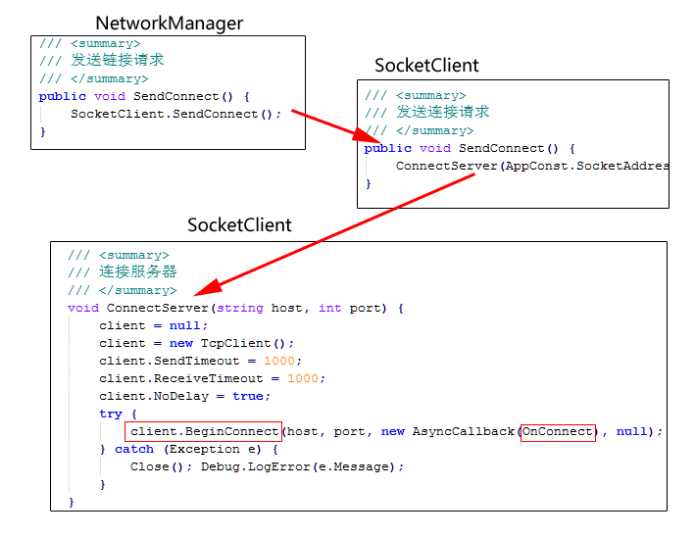 NetworkManager
/// <summary>
/// 发送链接请求
/// </summary>
public void SendConnect() {
SocketClient.SendConnect();
}
SocketClient
/// <summary>
/// 发送连接请求
/// </summary>
public void SendConnect() {
ConnectServer(AppConst.SocketAddres
}
SocketClient
/// <summary>
/// 连接服务器
/// </summary>
void ConnectServer(string host, int port) {
client = null;
client = new TcpClient();
client.SendTimeout = 1000;
client.ReceiveTimeout = 1000;
client.NoDelay = true;
try {
client.BeginConnect(host, port, new AsyncCallback(OnConnect), null);
} catch (Exception e) {
Close(); Debug.LogError(e.Message);
}
}